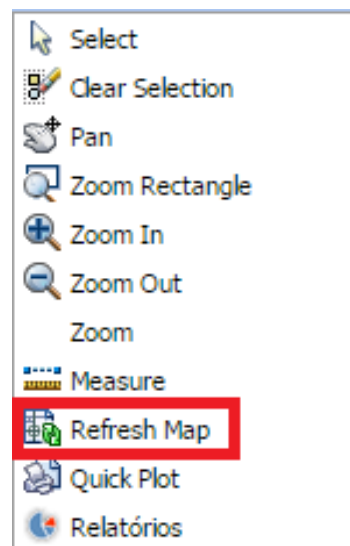 Select
Clear Selection
Pan
Zoom Rectangle
Zoom In
Zoom Out
Zoom
Measure
Refresh Map
Quick Plot
Relatórios